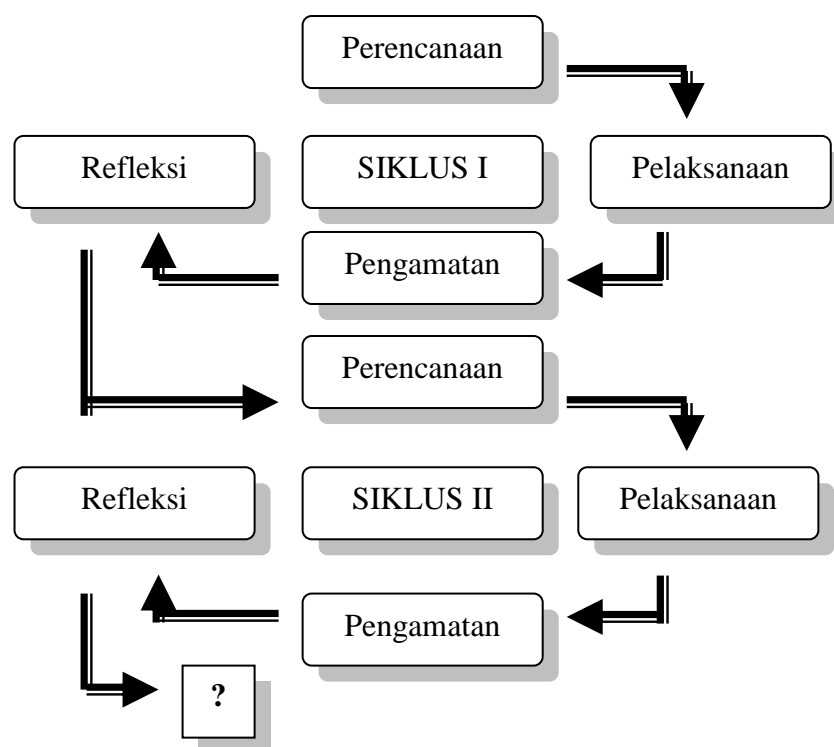 Perencanaan
Refleksi
SIKLUS I
Pelaksanaan
Pengamatan
Perencanaan
Refleksi
SIKLUS II
Pelaksanaan
Pengamatan
?